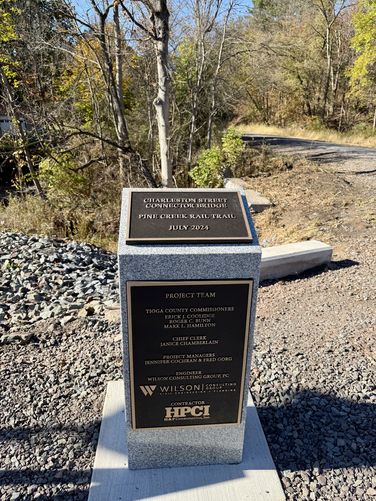 CHARLESTON STREET
CONNECTOR BRIDGE
PINE CREEK RAIL TRAIL
JULY 2024
PROJECT TEAM
TIOGA COUNTY COMMISSIONERS
ERICK J. COOLIDGE
ROGER C. BUNN
MARK L. HAMILTON
CHIEF CLERK
JANICE CHAMBERLAIN
PROJECT MANAGERS
JENNIFER COCHRAN & FRED GORG
ENGINEER
WILSON CONSULTING GROUP, PC
W WILSON CONSULTING GROUP
CONTRACTOR
HPCI